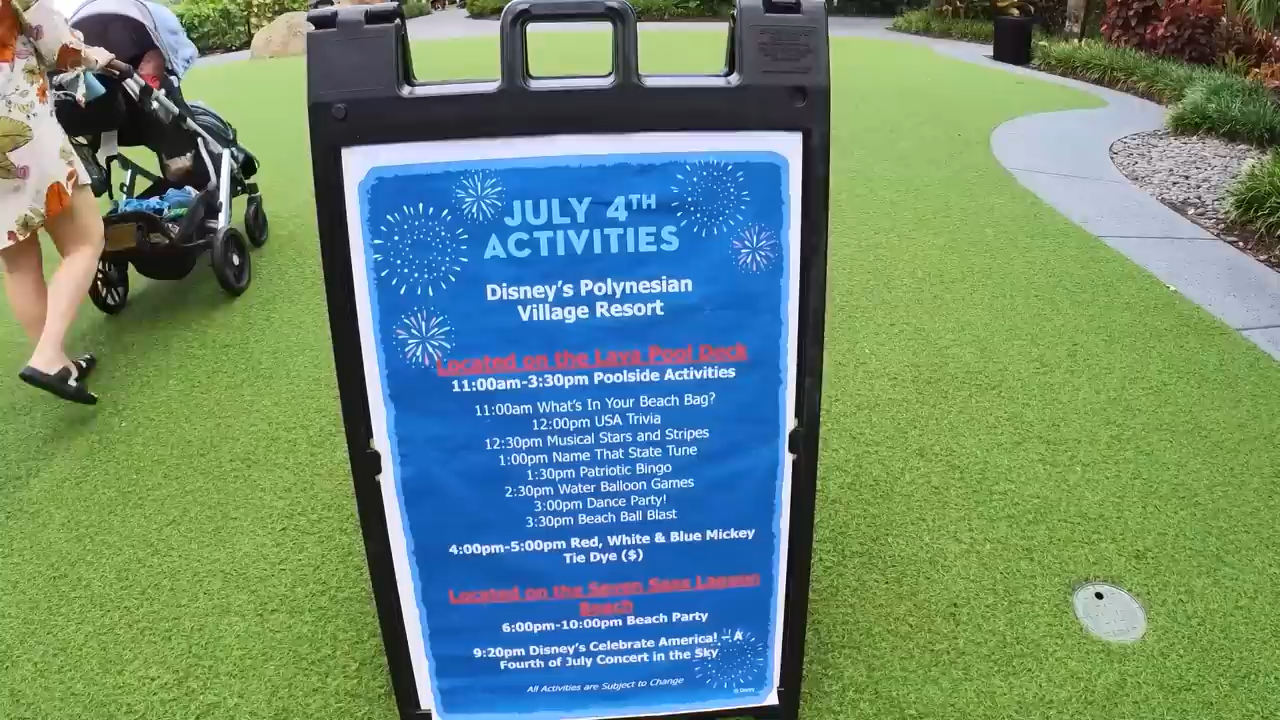 JULY 4TH
ACTIVITIES
Disney's Polynesian
Village Resort
Located on the Lava Pool Deck
11:00am-3:30pm Poolside Activities
11:00am What's In Your Beach Bag?
12:00pm USA Trivia
12:30pm Musical Stars and Stripes
1:00pm Name That State Tune
1:30pm Patriotic Bingo
2:30pm Water Balloon Games
3:00pm Dance Party!
3:30pm Beach Ball Blast
4:00pm-5:00pm Red, White & Blue Mickey
Tie Dye ($)
Located on the Seven Seas Lagoon
Beach
6:00pm-10:00pm Beach Party
9:20pm Disney's Celebrate America! – A
Fourth of July Concert in the Sky
All Activities are Subject to Change
© Disney